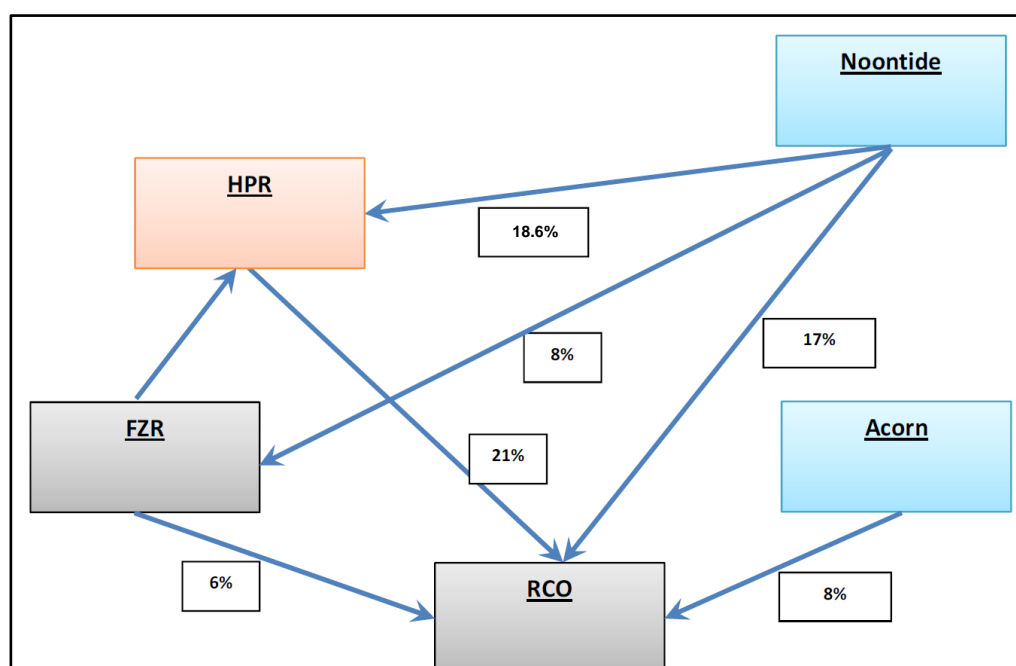 Noontide
HPR
18.6%
8%
17%
FZR
Acorn
21%
6%
RCO
8%